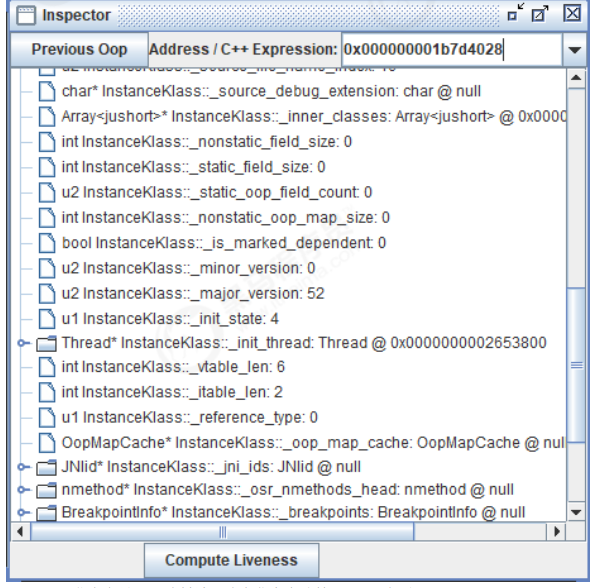 Inspector
Previous Oop Address / C++ Expression: 0x000000001b7d4028
char* InstanceKlass::_source_debug_extension: char @ null
Array<jushort>* InstanceKlass::_inner_classes: Array<jushort> @ 0x0000
int InstanceKlass::_nonstatic_field_size: 0
int InstanceKlass::_static_field_size: 0
u2 InstanceKlass::_static_oop_field_count: 0
int InstanceKlass::_nonstatic_oop_map_size: 0
bool InstanceKlass::_is_marked_dependent: 0
u2 InstanceKlass::_minor_version: 0
u2 InstanceKlass::_major_version: 52
u1 InstanceKlass::_init_state: 4
Thread* InstanceKlass::_init_thread: Thread @ 0x0000000002653800
int InstanceKlass::_vtable_len: 6
int InstanceKlass::_itable_len: 2
u1 InstanceKlass::_reference_type: 0
OopMapCache* InstanceKlass::_oop_map_cache: OopMapCache @ nul
JNIid* InstanceKlass::_jni_ids: JNIid @ null
nmethod* InstanceKlass::_osr_nmethods_head: nmethod @ null
BreakpointInfo* InstanceKlass::_breakpoints: BreakpointInfo @ null
Compute Liveness